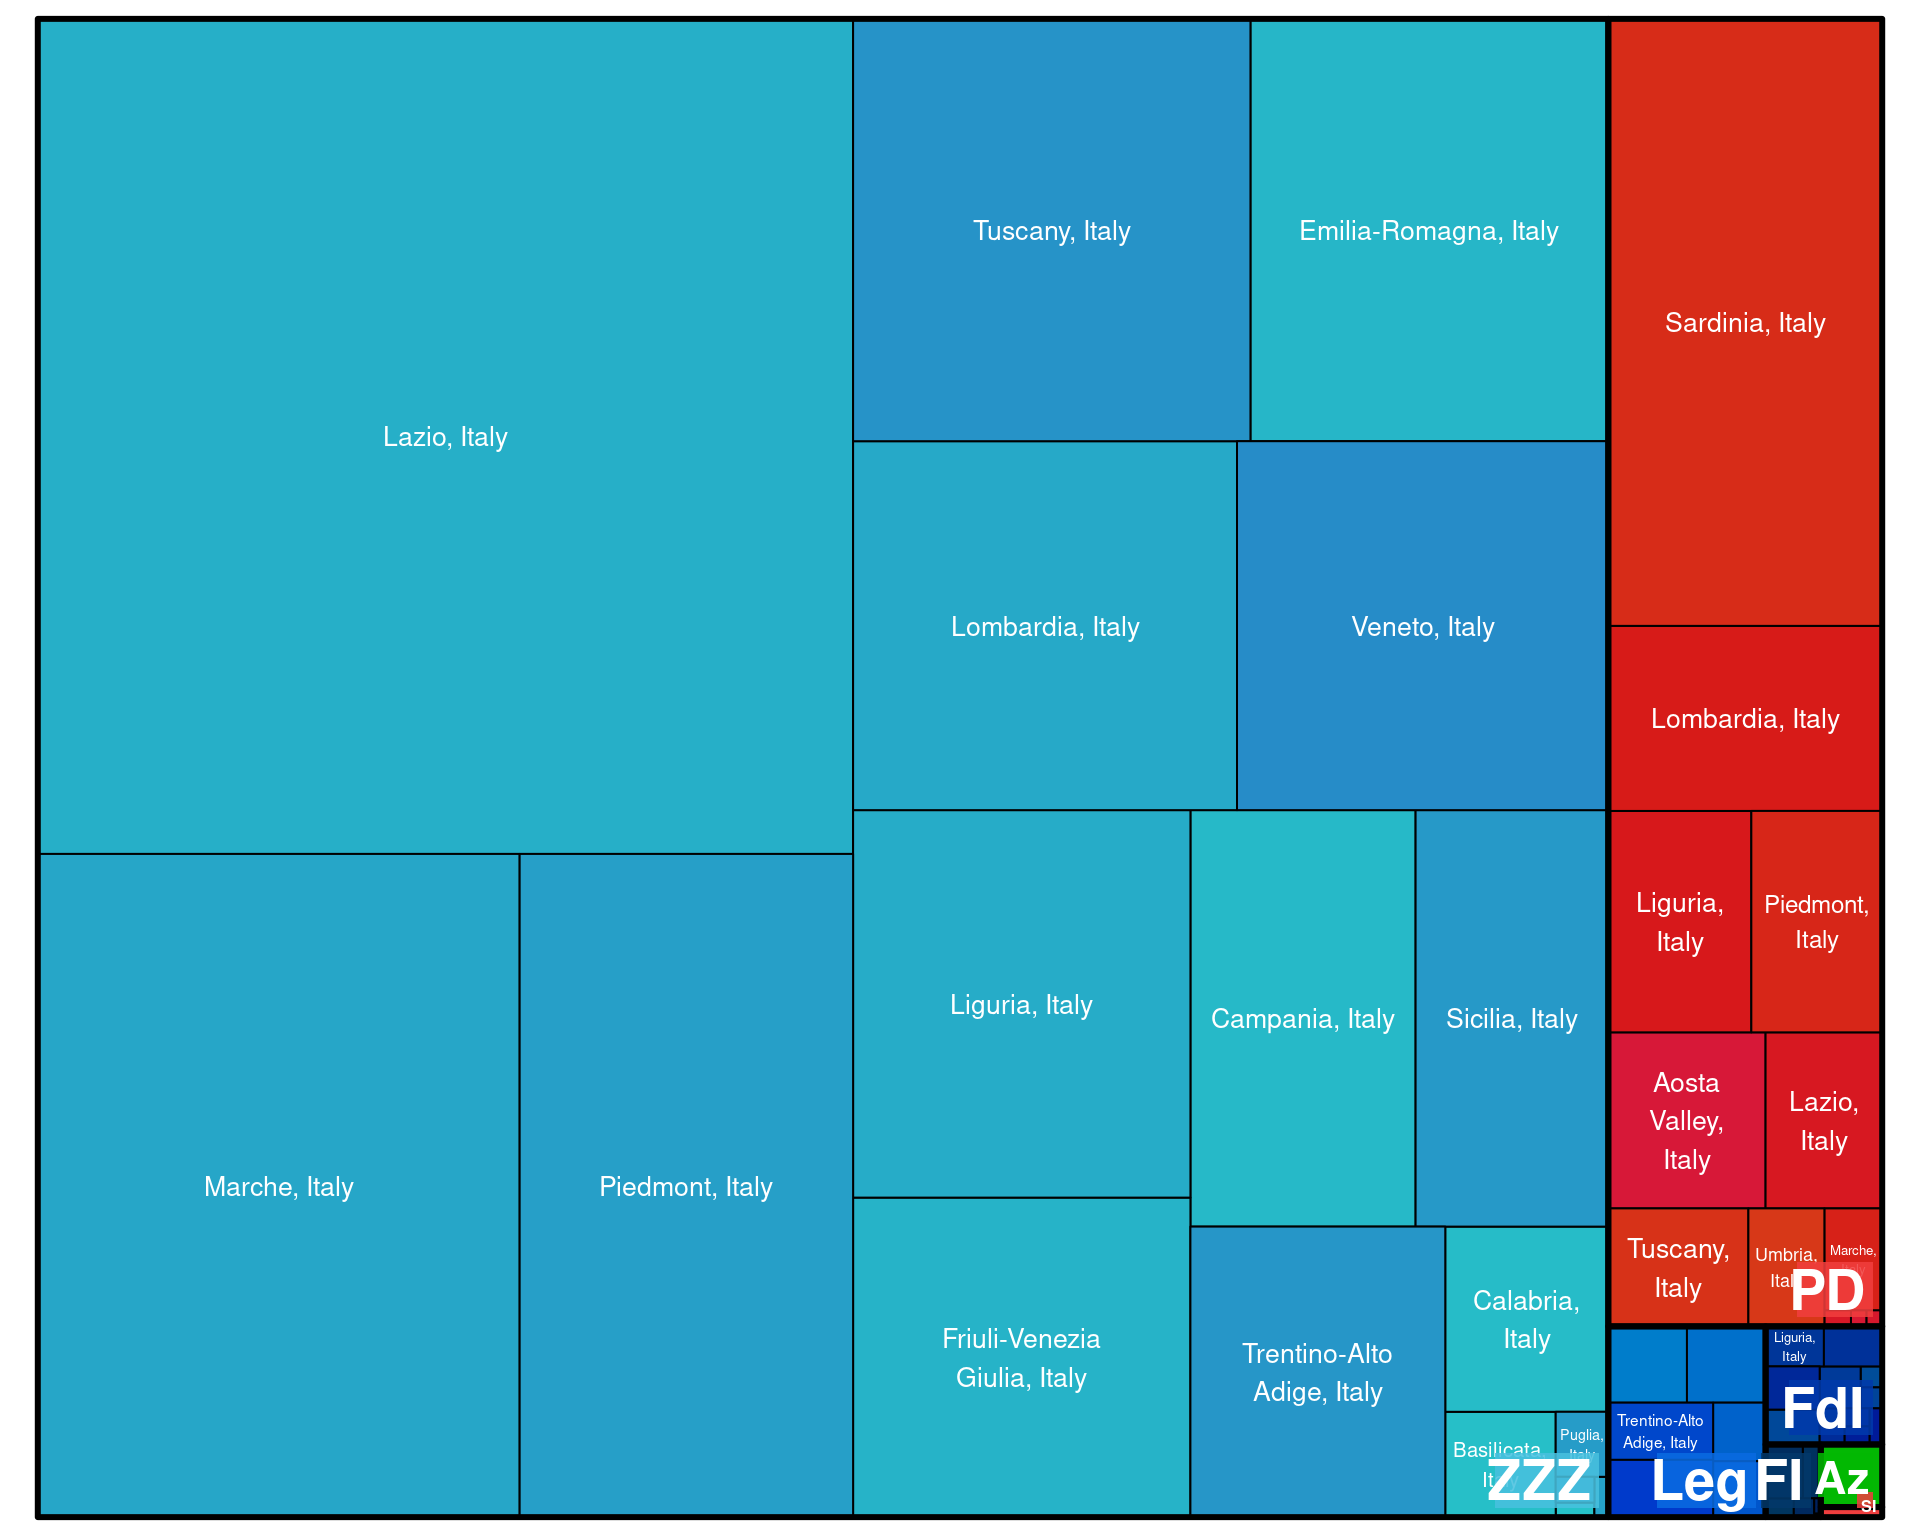 Lazio, Italy
Marche, Italy
Piedmont, Italy
Tuscany, Italy
Emilia-Romagna, Italy
Lombardia, Italy
Veneto, Italy
Liguria, Italy
Campania, Italy
Sicilia, Italy
Friuli-Venezia
Giulia, Italy
Trentino-Alto
Adige, Italy
Calabria,
Italy
Basilicata,
Puglia,
Italy
ZZZ
Sardinia, Italy
Lombardia, Italy
Liguria,
Italy
Piedmont,
Italy
Aosta
Valley,
Italy
Lazio,
Italy
Tuscany,
Italy
Umbria,
Marche,
PD
Trentino-Alto
Adige, Italy
Leg
Liguria,
Italy
FdI
FI
Az
SI